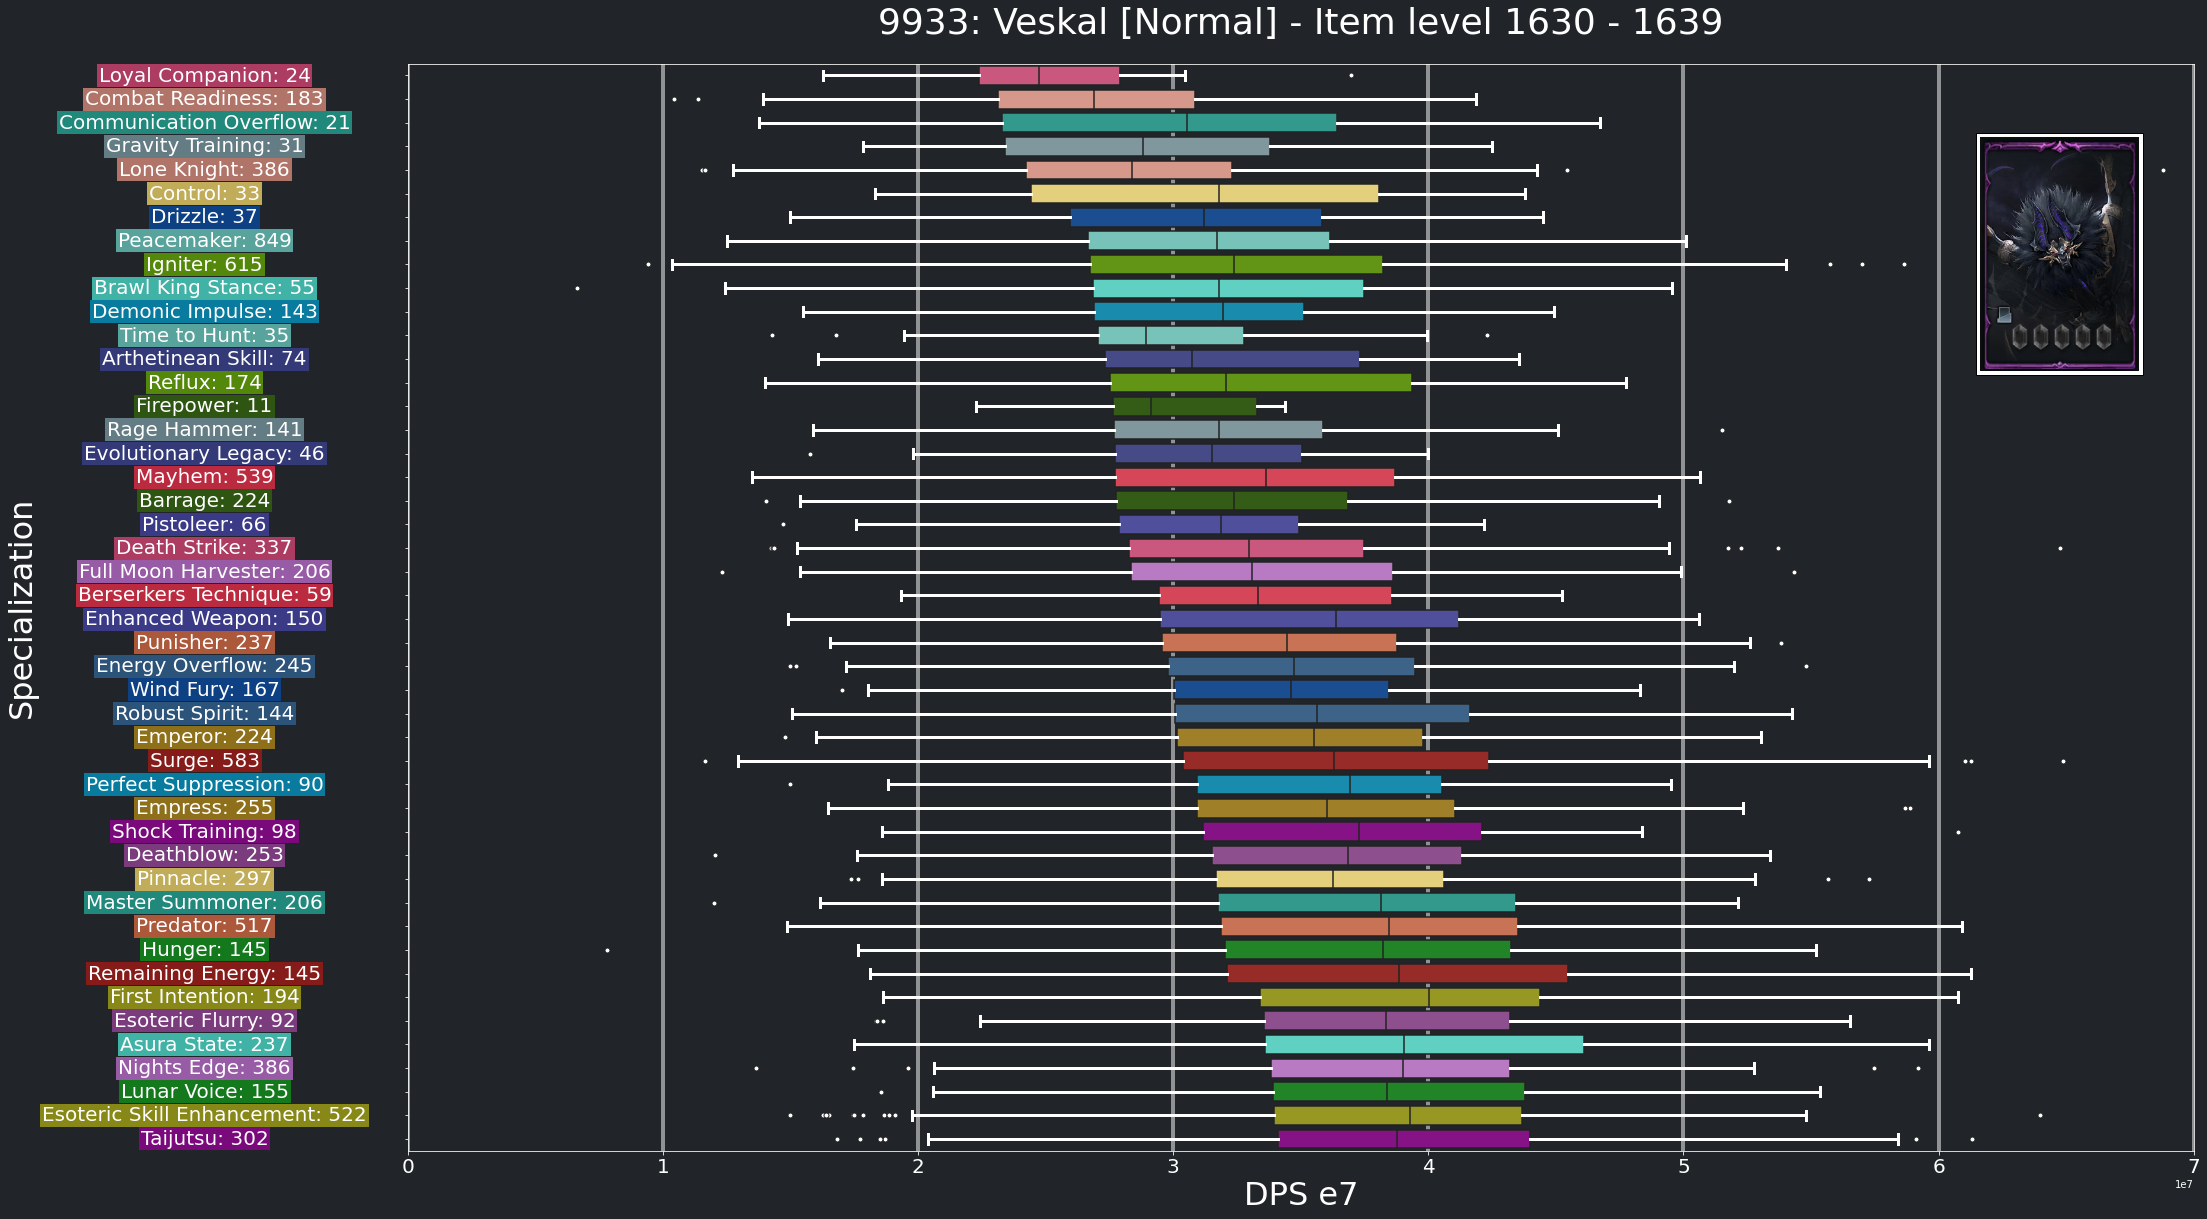 9933: Veskal [Normal] - Item level 1630 - 1639
Specialization
Loyal Companion: 24
Combat Readiness: 183
Communication Overflow: 21
Gravity Training: 31
Lone Knight: 386
Control: 33
Drizzle: 37
Peacemaker: 849
Igniter: 615
Brawl King Stance: 55
Demonic Impulse: 143
Time to Hunt: 35
Arthetinean Skill: 74
Reflux: 174
Firepower: 11
Rage Hammer: 141
Evolutionary Legacy: 46
Mayhem: 539
Barrage: 224
Pistoleer: 66
Death Strike: 337
Full Moon Harvester: 206
Berserkers Technique: 59
Enhanced Weapon: 150
Punisher: 237
Energy Overflow: 245
Wind Fury: 167
Robust Spirit: 144
Emperor: 224
Surge: 583
Perfect Suppression: 90
Empress: 255
Shock Training: 98
Deathblow: 253
Pinnacle: 297
Master Summoner: 206
Predator: 517
Hunger: 145
Remaining Energy: 145
First Intention: 194
Esoteric Flurry: 92
Asura State: 237
Nights Edge: 386
Lunar Voice: 155
Esoteric Skill Enhancement: 522
Taijutsu: 302
0 1 2 3 4 5 6 7
1e7
DPS e7